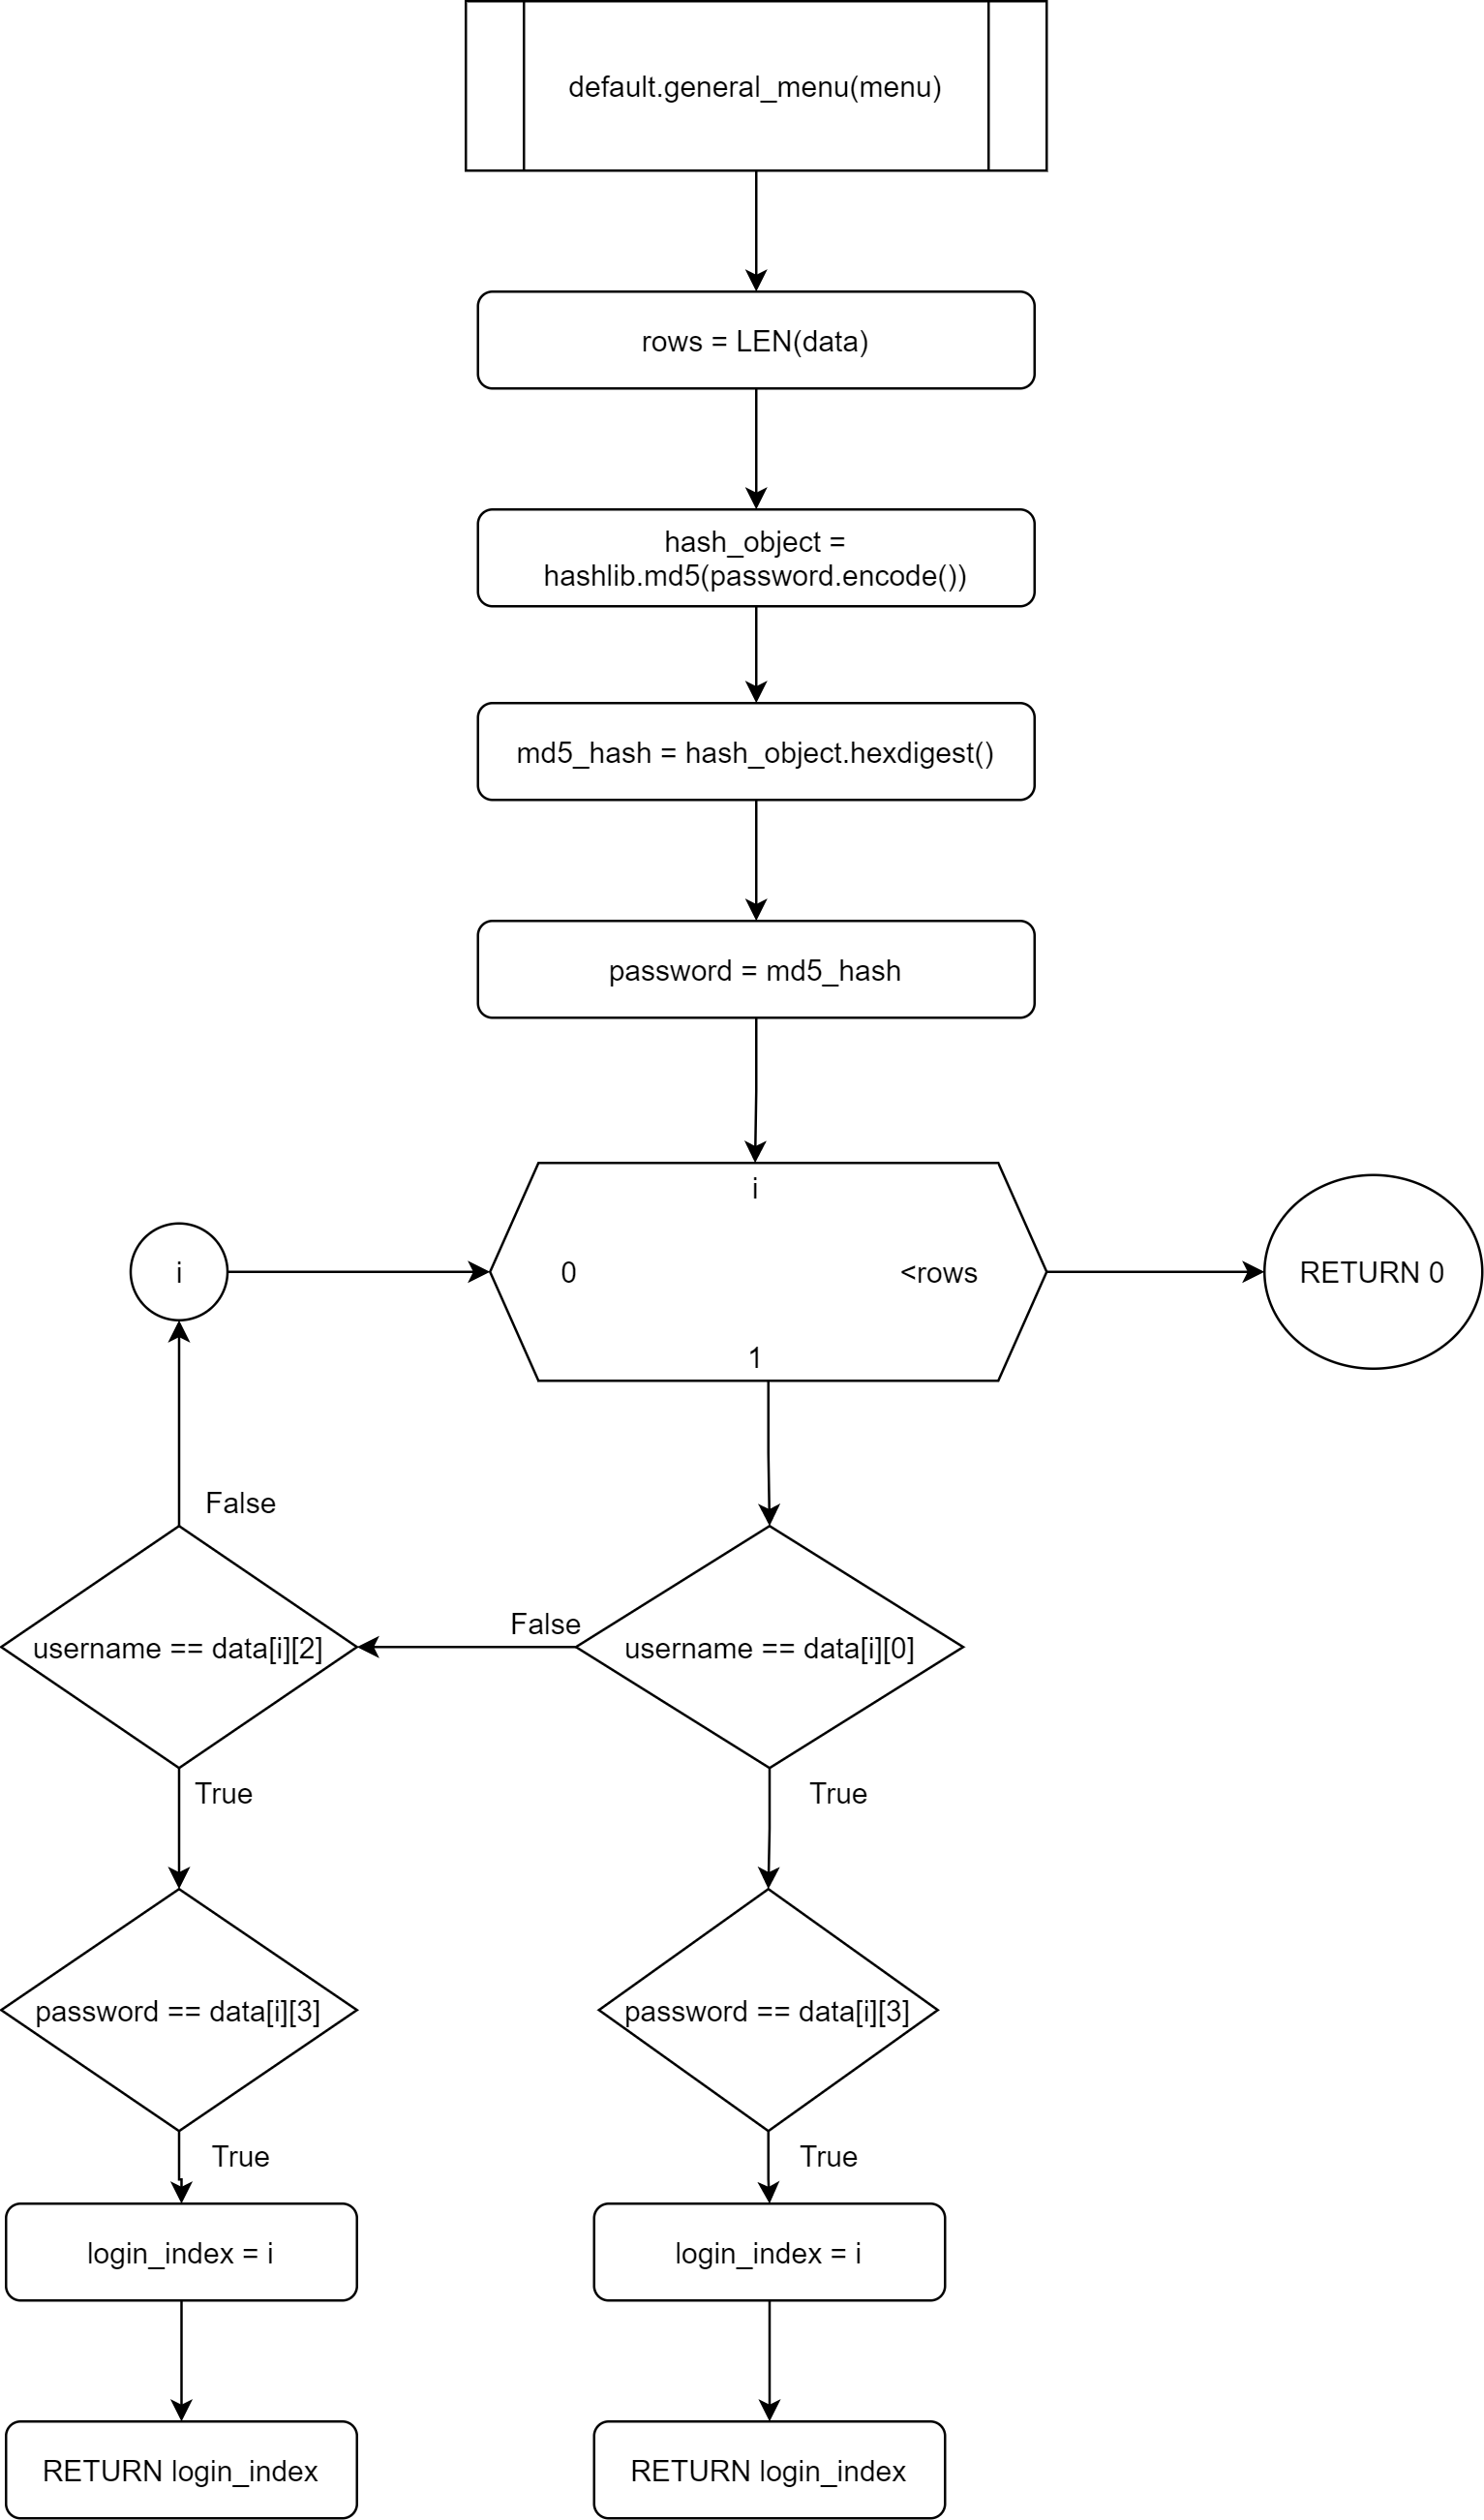 default.general_menu(menu)
rows = LEN(data)
hash_object =
hashlib.md5(password.encode())
md5_hash = hash_object.hexdigest()
password = md5_hash
i
i
0
<rows
RETURN 0
1
False
False
username == data[i][2]
username == data[i][0]
True
True
password == data[i][3]
password == data[i][3]
True
True
login_index = i
login_index = i
RETURN login_index
RETURN login_index